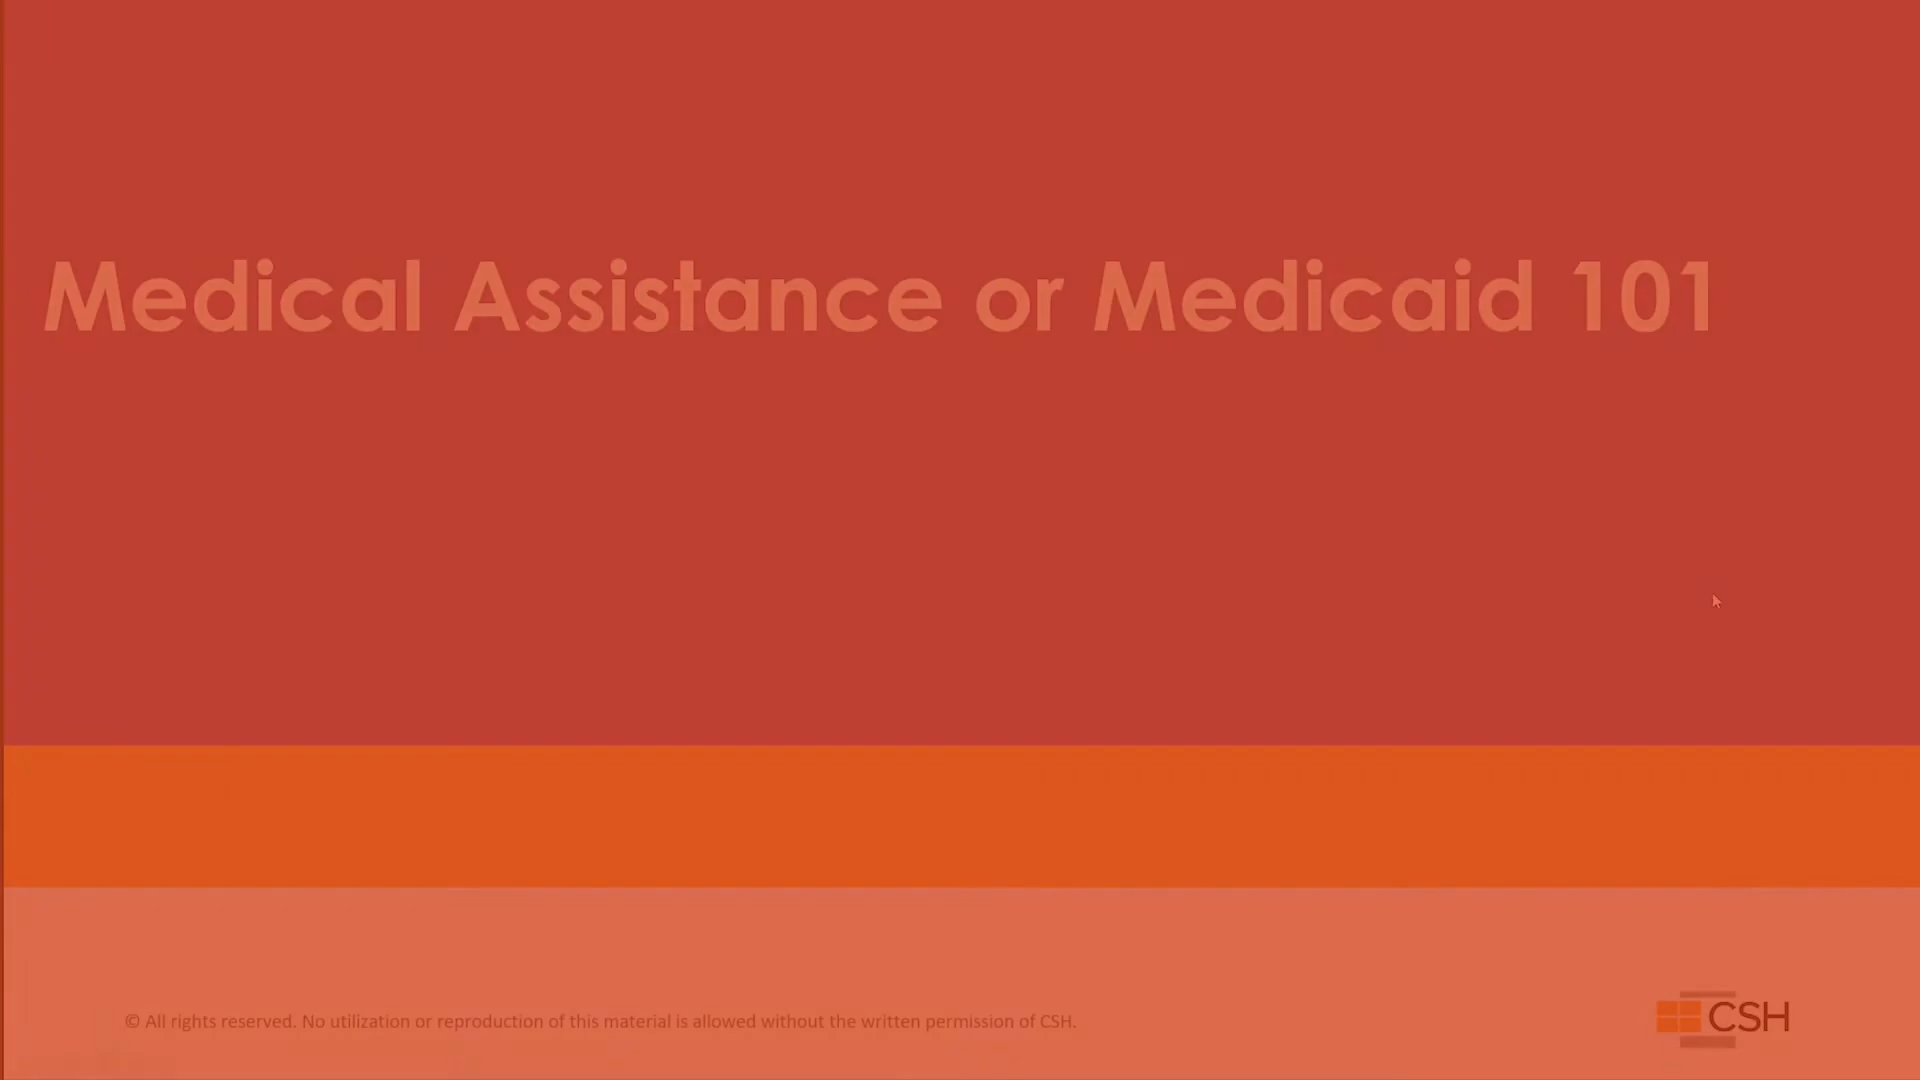 Medical Assistance or Medicaid 101
© All rights reserved. No utilization or reproduction of this material is allowed without the written permission of CSH.
CSH